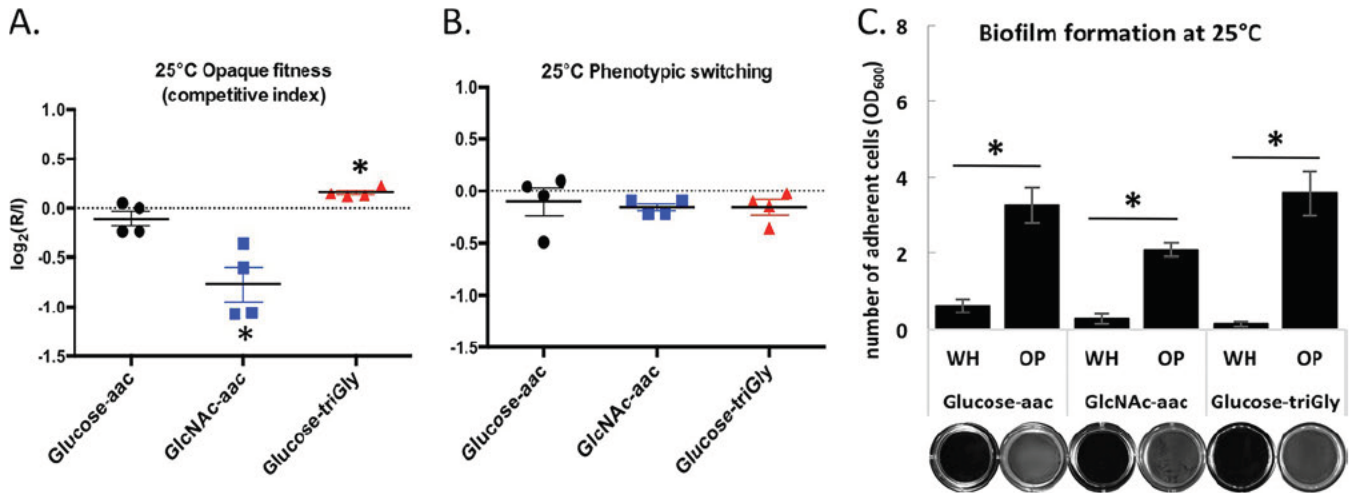 A.
25°C Opaque fitness
(competitive index)
log2(R/I)
1.0
0.5
0.0
-0.5
-1.0
-1.5
*
*
Glucose-aac
GlcNAc-aac
Glucose-triGly
B.
25°C Phenotypic switching
1.0
0.5
0.0
-0.5
-1.0
-1.5
Glucose-aac
GlcNAc-aac
Glucose-triGly
C.
Biofilm formation at 25°C
number of adherent cells (OD600)
8
6
4
2
0
*
*
*
WH OP WH OP WH OP
Glucose-aac GlcNAc-aac Glucose-triGly